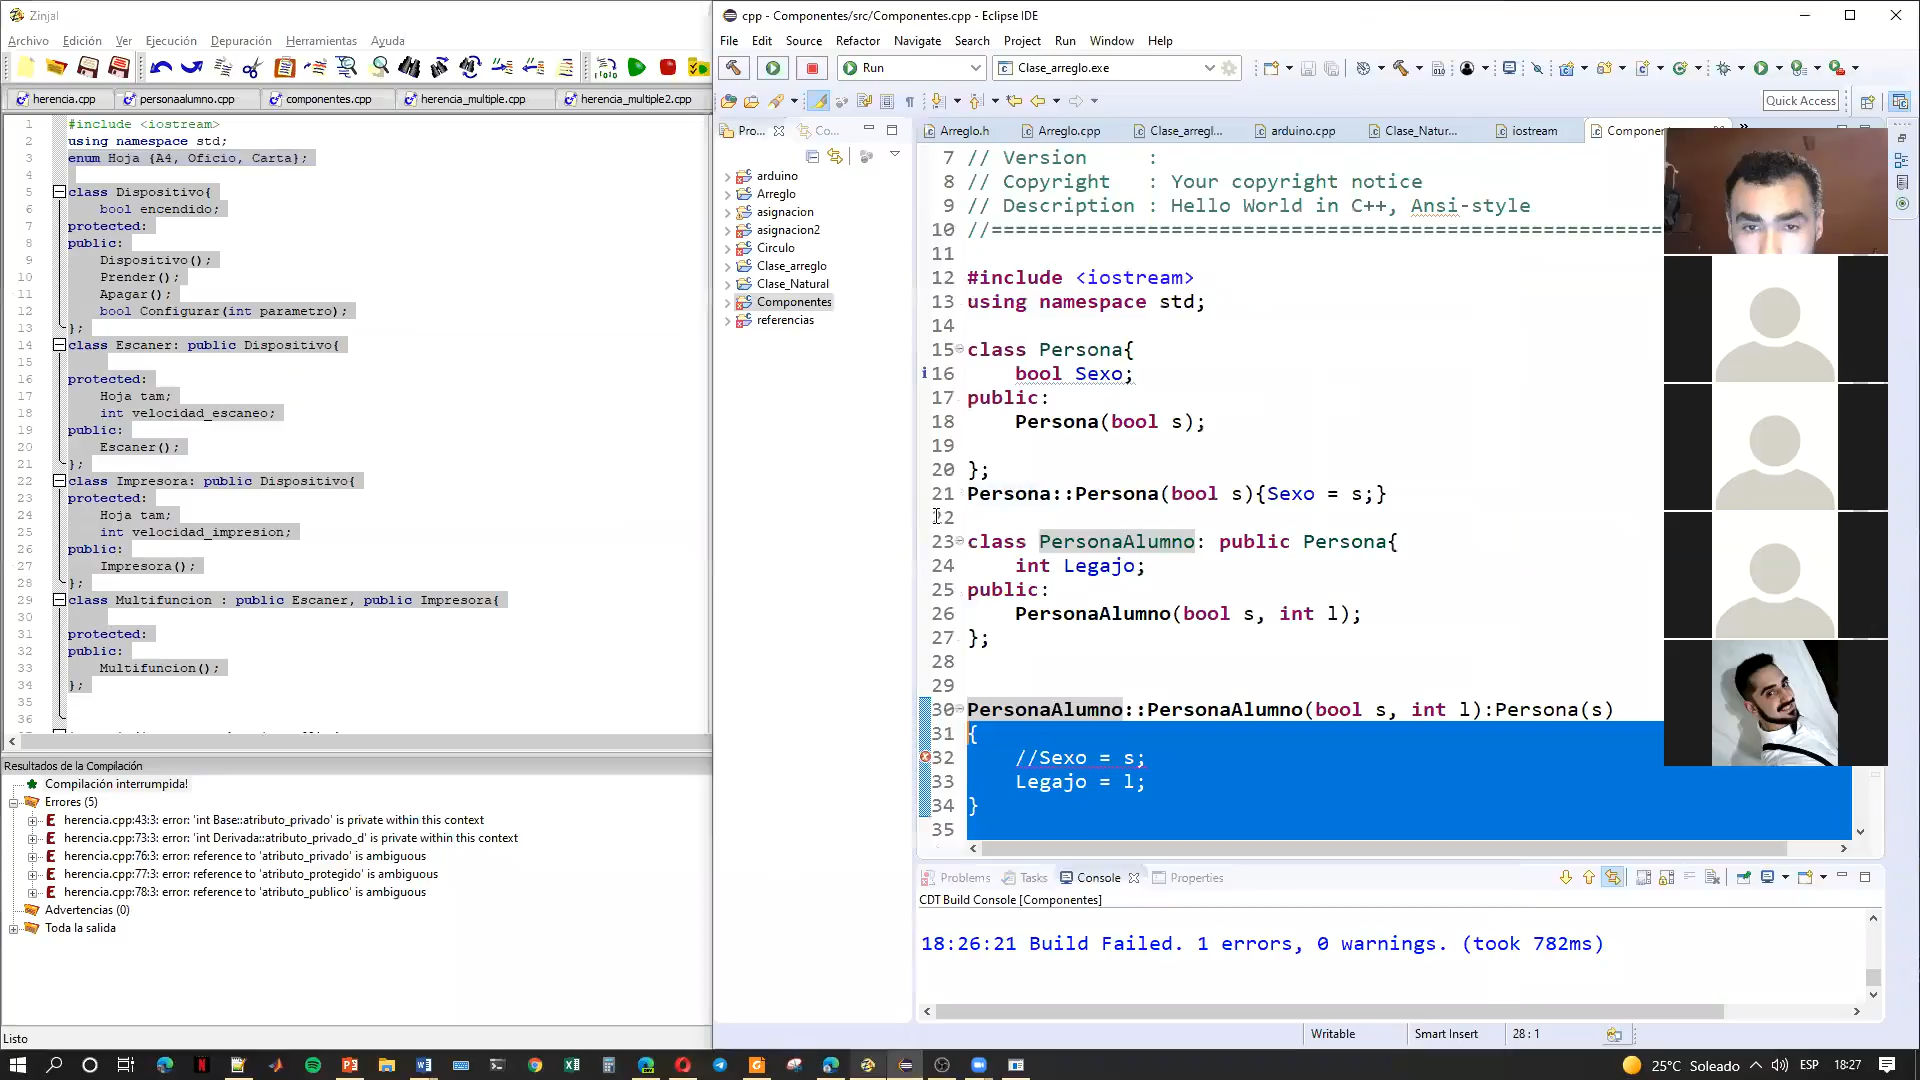 Zinjal
Archivo Edición Ver Ejecución Depuración Herramientas Ayuda
herencia.cpp personaalumno.cpp componentes.cpp herencia_multiple.cpp herencia_multiple2.cpp
1 #include <iostream>
2 using namespace std;
3 enum Hoja {A4, Oficio, Carta};
4
5 class Dispositivo{
6 bool encendido;
7 protected:
8 public:
9 Dispositivo();
10 Prender();
11 Apagar();
12 bool Configurar(int parametro);
13 };
14 class Escaner: public Dispositivo{
15
16 protected:
17 Hoja tam;
18 int velocidad_escaneo;
19 public:
20 Escaner();
21 };
22 class Impresora: public Dispositivo{
23 protected:
24 Hoja tam;
25 int velocidad_impresion;
26 public:
27 Impresora();
28 };
29 class Multifuncion : public Escaner, public Impresora{
30
31 protected:
32 public:
33 Multifuncion();
34 };
35
36
Resultados de la Compilación
Compilación interrumpida!
Errores (5)
herencia.cpp:43:3: error: 'int Base::atributo_privado' is private within this context
herencia.cpp:73:3: error: 'int Derivada::atributo_privado_d' is private within this context
herencia.cpp:76:3: error: reference to 'atributo_privado' is ambiguous
herencia.cpp:77:3: error: reference to 'atributo_protegido' is ambiguous
herencia.cpp:78:3: error: reference to 'atributo_publico' is ambiguous
Advertencias (0)
Toda la salida
Listo
cpp - Componentes/src/Componentes.cpp - Eclipse IDE
File Edit Source Refactor Navigate Search Project Run Window Help
Run Clase_arreglo.exe
Quick Access
Pro... Co...
arduino
Arreglo
asignacion
asignacion2
Circulo
Clase_arreglo
Clase_Natural
Componentes
referencias
Arreglo.h Arreglo.cpp Clase_arregl... arduino.cpp Clase_Natur... iostream Componen
7 // Version :
8 // Copyright : Your copyright notice
9 // Description : Hello World in C++, Ansi-style
10 //==========================================================
11
12 #include <iostream>
13 using namespace std;
14
15 class Persona{
16 bool Sexo;
17 public:
18 Persona(bool s);
19
20 };
21 Persona::Persona(bool s){Sexo = s;}
22
23 class PersonaAlumno: public Persona{
24 int Legajo;
25 public:
26 PersonaAlumno(bool s, int l);
27 };
28
29
30 PersonaAlumno::PersonaAlumno(bool s, int l):Persona(s)
31 {
32 //Sexo = s;
33 Legajo = l;
34 }
35
Problems Tasks Console Properties
CDT Build Console [Componentes]
18:26:21 Build Failed. 1 errors, 0 warnings. (took 782ms)
Writable Smart Insert 28 : 1
25°C Soleado ESP 18:27